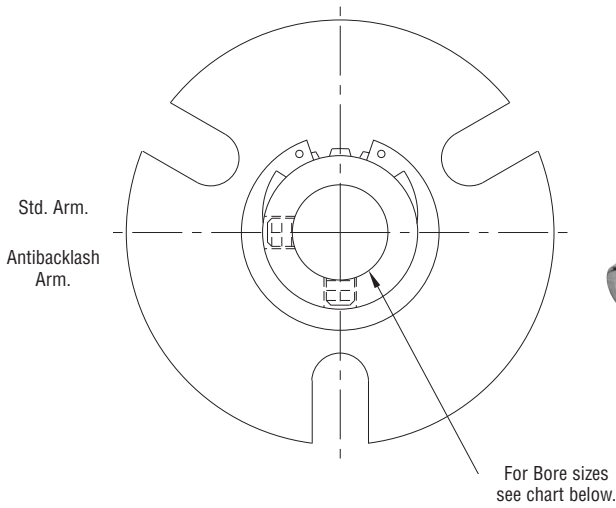 Std. Arm.
Antibacklash
Arm.
For Bore sizes
see chart below.